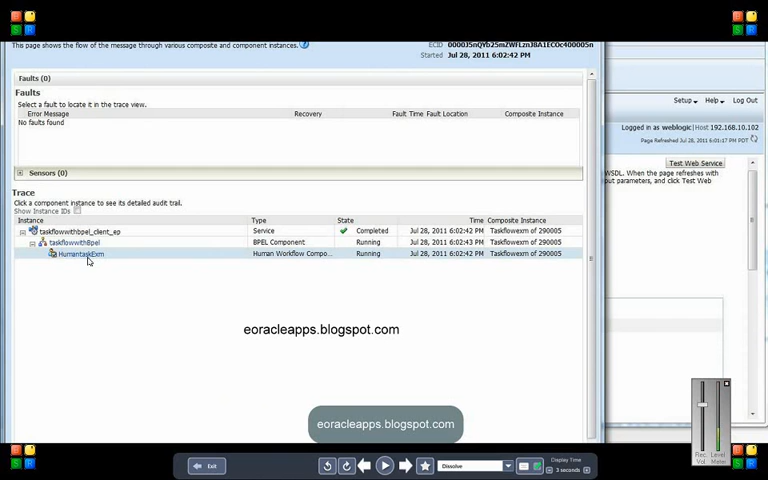 This page shows the flow of the message through various composite and component instances.
ECID
Started Jul 28, 2011 6:02:42 PM
Setup
Help
Log Out
Faults (0)
Faults
Select a fault to locate it in the trace view.
Error Message Recovery Fault Time Fault Location Composite Instance
No faults found
Logged in as weblogic | Host 192.168.10.102
Page Refreshed Jul 28, 2011 6:01:17 PM PDT
Test Web Service
WSDL. When the page refreshes with
put parameters, and click Test Web
Sensors (0)
Trace
Click a component instance to see its detailed audit trail.
Show Instance IDs
Instance Type State Time Composite Instance
taskflowwithbpel_client_ep Service Completed Jul 28, 2011 6:02:42 PM Taskflowexm of 290005
taskflowwithBpel BPEL Component Running Jul 28, 2011 6:02:43 PM Taskflowexm of 290005
HumantaskExm Human Workflow Compo... Running Jul 28, 2011 6:02:42 PM Taskflowexm of 290005
eoracleapps.blogspot.com
eoracleapps.blogspot.com
Exit
Dissolve
Display Time
3 seconds
Rec. Vol
Level Meter
B
S R
B
S R
B
S R
B
S R